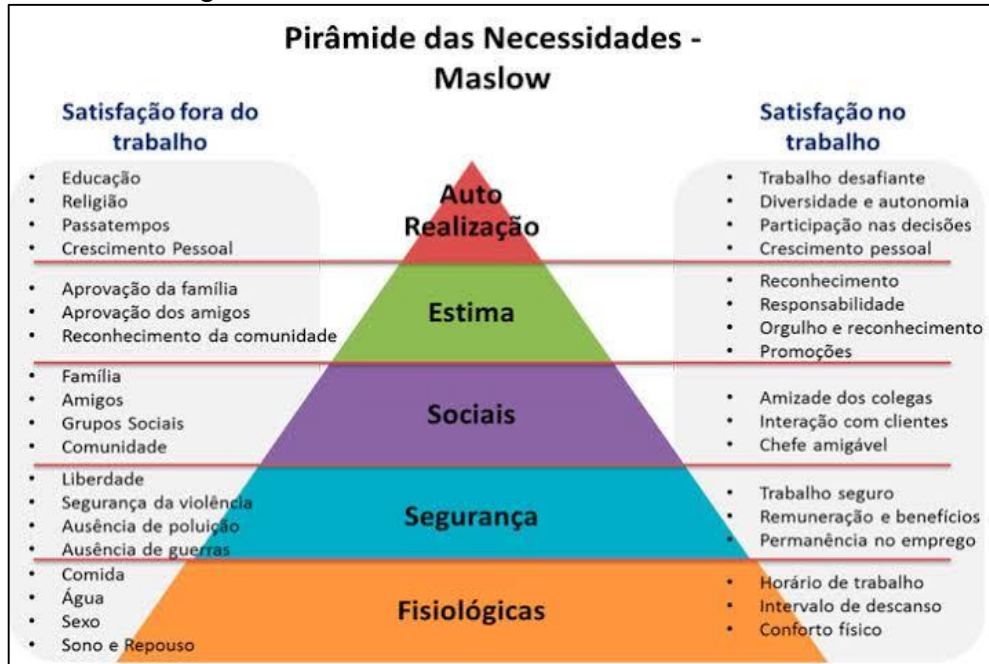 Pirâmide das Necessidades -
Maslow
Satisfação fora do
trabalho
Satisfação no
trabalho
• Educação
• Religião
• Passatempos
• Crescimento Pessoal
Auto
Realização
• Trabalho desafiante
• Diversidade e autonomia
• Participação nas decisões
• Crescimento pessoal
• Aprovação da família
• Aprovação dos amigos
• Reconhecimento da comunidade
Estima
• Reconhecimento
• Responsabilidade
• Orgulho e reconhecimento
• Promoções
• Família
• Amigos
• Grupos Sociais
• Comunidade
Sociais
• Amizade dos colegas
• Interação com clientes
• Chefe amigável
• Liberdade
• Segurança da violência
• Ausência de poluição
• Ausência de guerras
Segurança
• Trabalho seguro
• Remuneração e benefícios
• Permanência no emprego
• Comida
• Água
• Sexo
• Sono e Repouso
Fisiológicas
• Horário de trabalho
• Intervalo de descanso
• Conforto físico